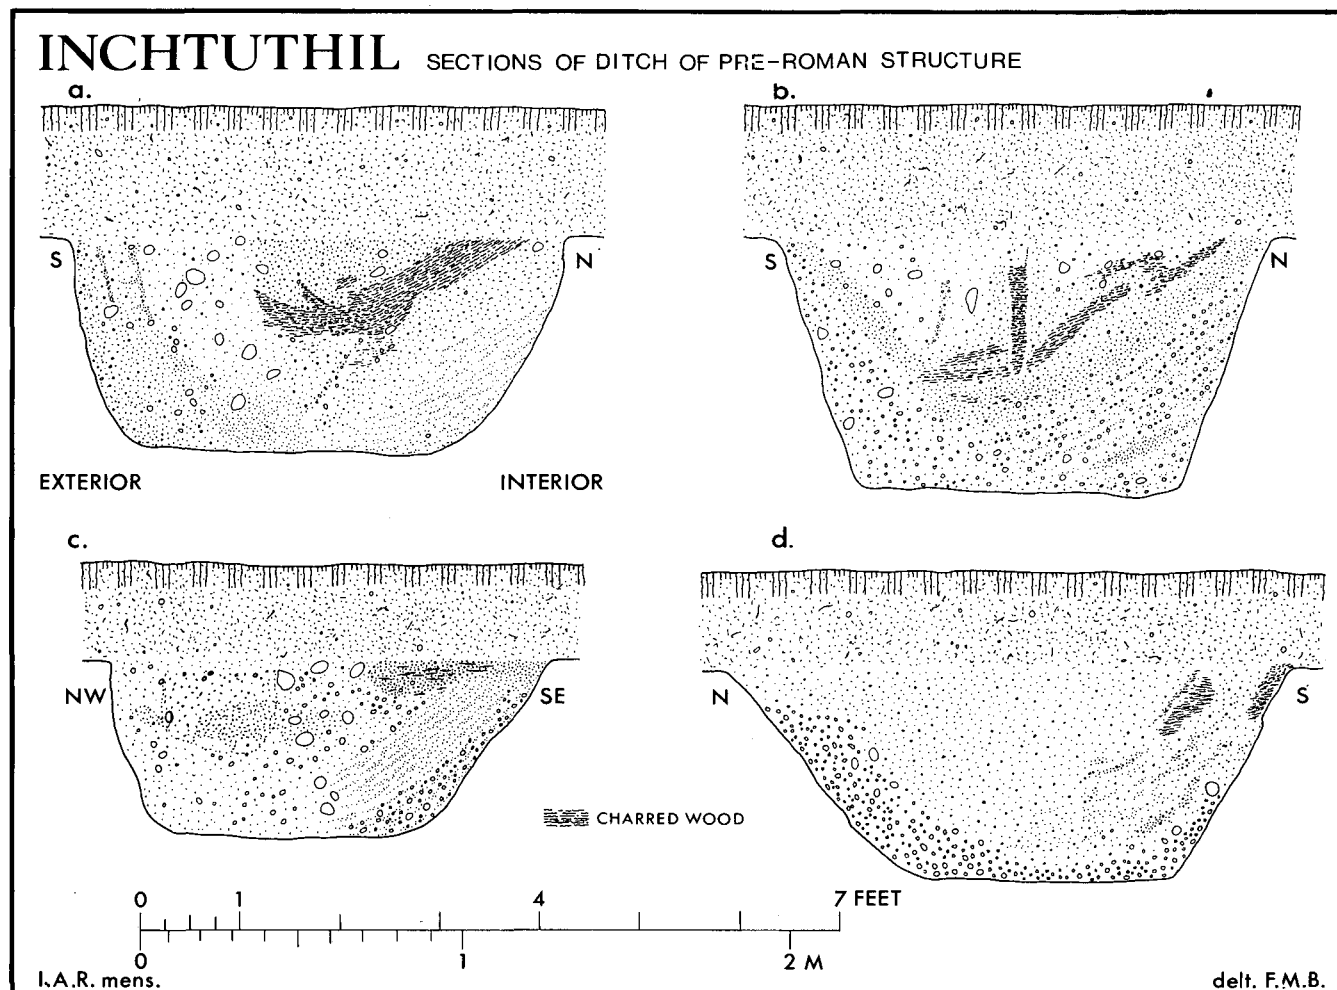 INCHTUTHIL SECTIONS OF DITCH OF PRE-ROMAN STRUCTURE
a. b.
S N S N
EXTERIOR INTERIOR
c. d.
NW SE N S
CHARRED WOOD
0 1 4 7 FEET
0 1 2 M
I.A.R. mens. delt. F.M.B.